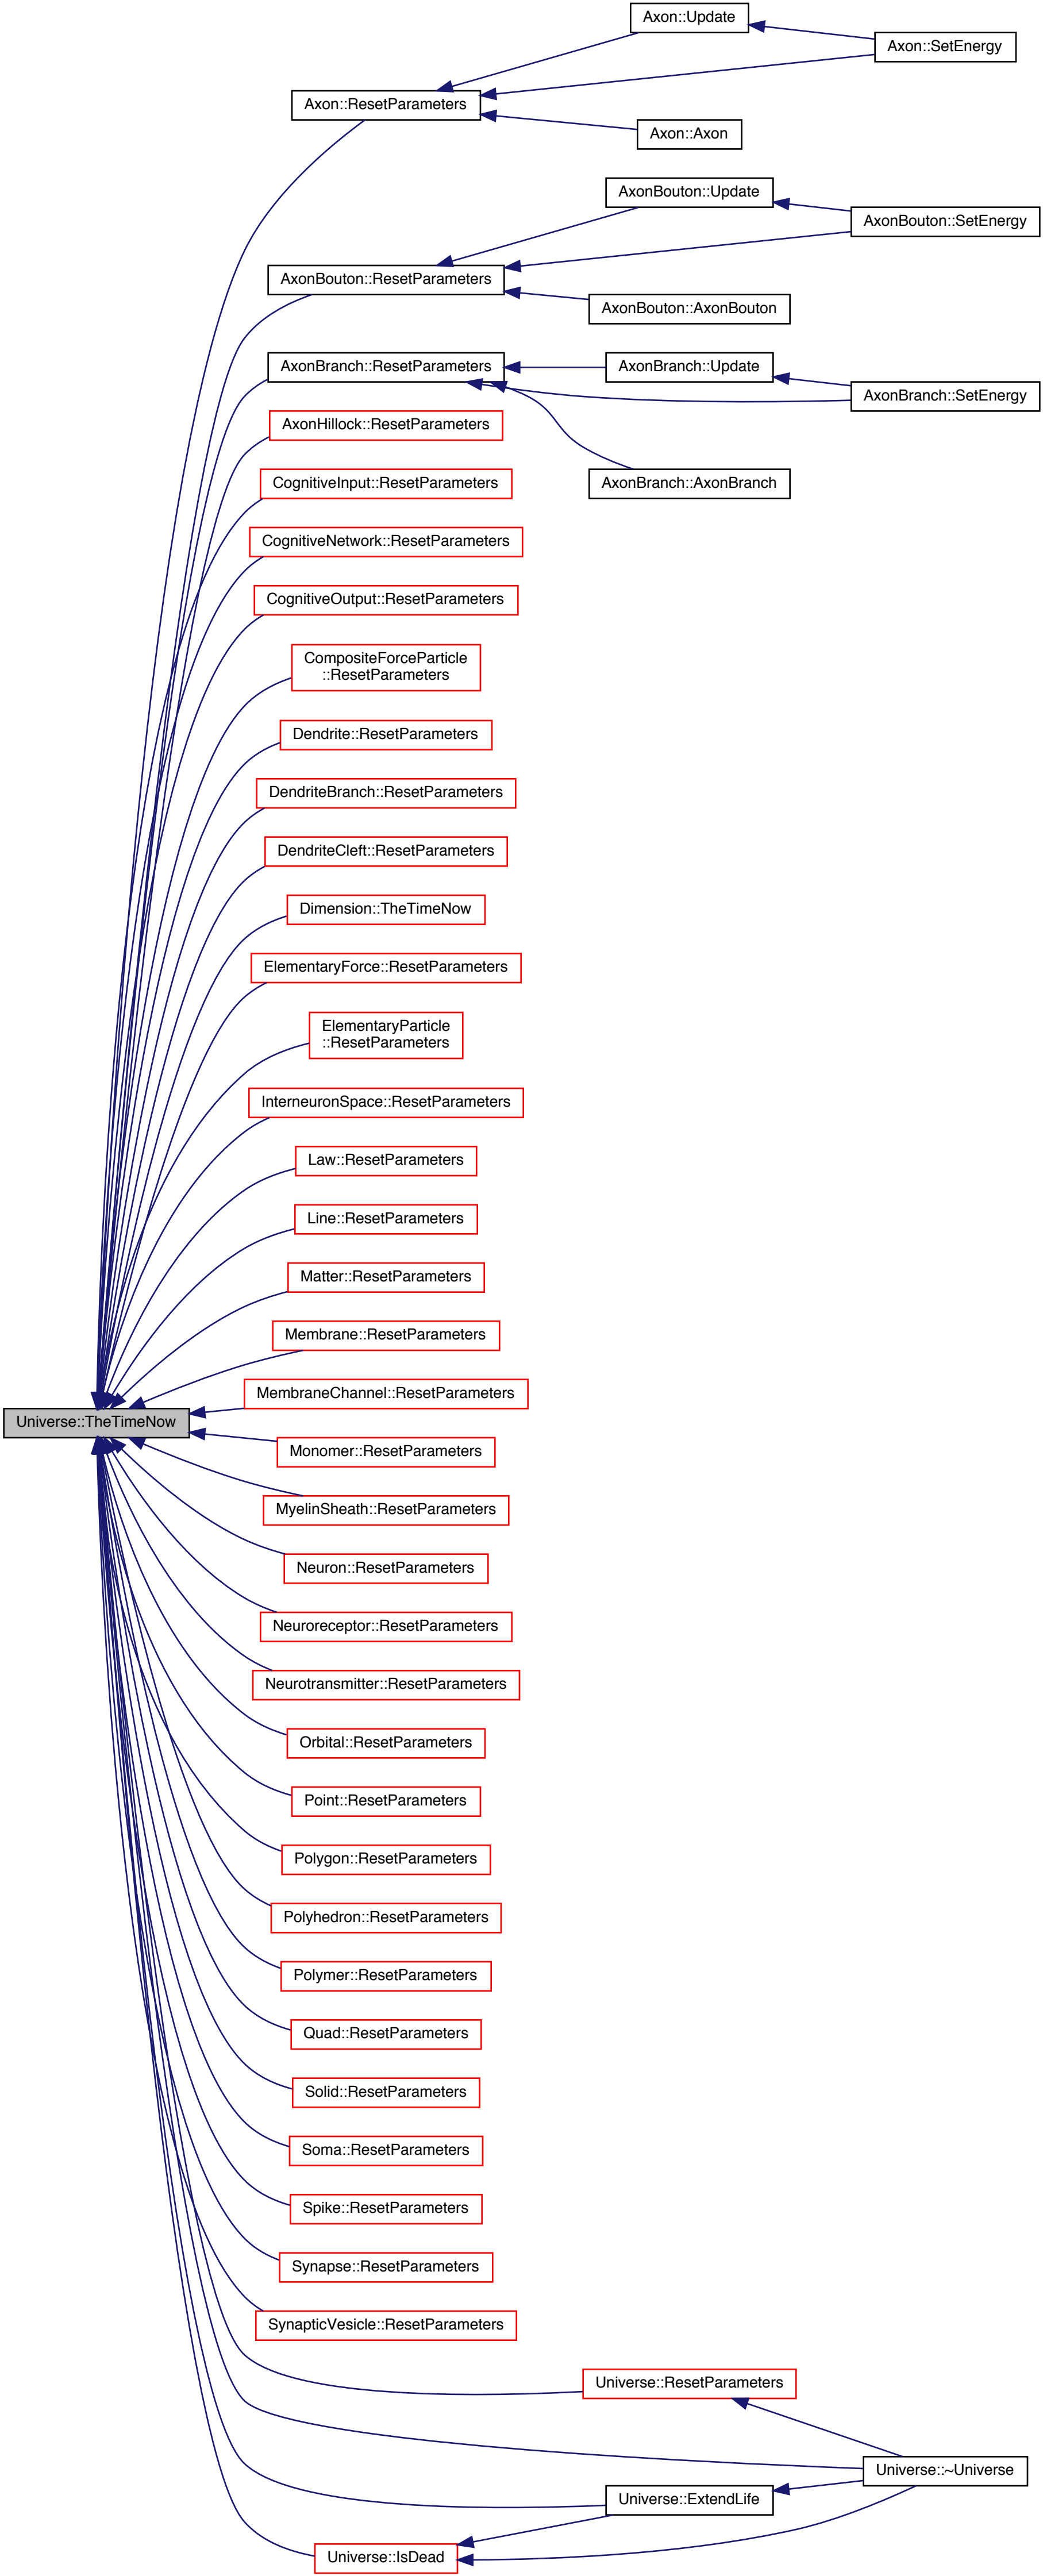 Axon::Update
Axon::SetEnergy
Axon::ResetParameters
Axon::Axon
AxonBouton::Update
AxonBouton::SetEnergy
AxonBouton::ResetParameters
AxonBouton::AxonBouton
AxonBranch::ResetParameters
AxonBranch::Update
AxonBranch::SetEnergy
AxonHillock::ResetParameters
CognitiveInput::ResetParameters
AxonBranch::AxonBranch
CognitiveNetwork::ResetParameters
CognitiveOutput::ResetParameters
CompositeForceParticle
::ResetParameters
Dendrite::ResetParameters
DendriteBranch::ResetParameters
DendriteCleft::ResetParameters
Dimension::TheTimeNow
ElementaryForce::ResetParameters
ElementaryParticle
::ResetParameters
InterneuronSpace::ResetParameters
Law::ResetParameters
Line::ResetParameters
Matter::ResetParameters
Membrane::ResetParameters
MembraneChannel::ResetParameters
Universe::TheTimeNow
Monomer::ResetParameters
MyelinSheath::ResetParameters
Neuron::ResetParameters
Neuroreceptor::ResetParameters
Neurotransmitter::ResetParameters
Orbital::ResetParameters
Point::ResetParameters
Polygon::ResetParameters
Polyhedron::ResetParameters
Polymer::ResetParameters
Quad::ResetParameters
Solid::ResetParameters
Soma::ResetParameters
Spike::ResetParameters
Synapse::ResetParameters
SynapticVesicle::ResetParameters
Universe::ResetParameters
Universe::~Universe
Universe::ExtendLife
Universe::IsDead